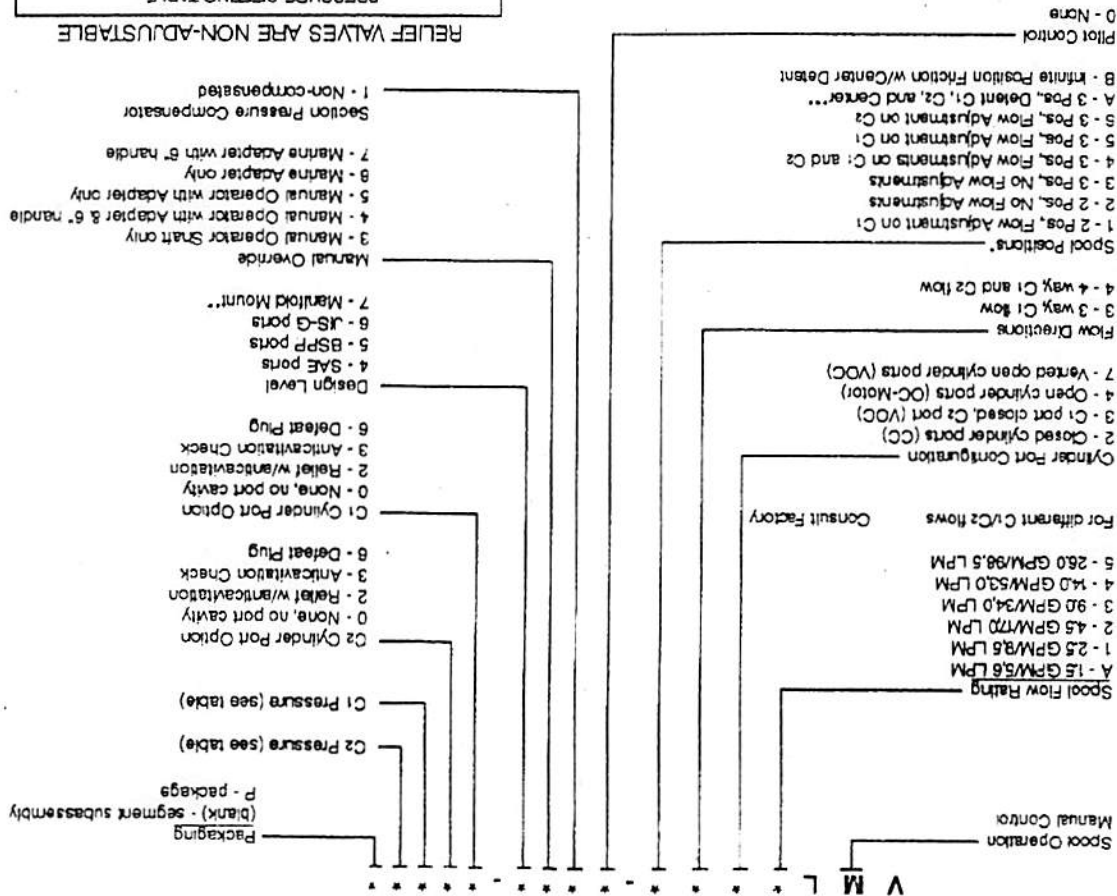 V M L * * * * - * * * * - * * * * *
Spool Operation
Manual Control
Spool Flow Rating
A - 1.5 GPM/5,6 LPM
1 - 2.5 GPM/9,5 LPM
2 - 4.5 GPM/17,0 LPM
3 - 9.0 GPM/34,0 LPM
4 - 14.0 GPM/53,0 LPM
5 - 26.0 GPM/98,5 LPM
For different C1/C2 flows Consult Factory
Cylinder Port Configuration
2 - Closed cylinder ports (CC)
3 - C1 port closed, C2 port (VOC)
4 - Open cylinder ports (OC-Motor)
7 - Vented open cylinder ports (VOC)
Flow Directions
3 - 3 way, C1 flow
4 - 4 way, C1 and C2 flow
Spool Positions*
1 - 2 Pos., Flow Adjustment on C1
2 - 2 Pos., No Flow Adjustments
3 - 3 Pos., No Flow Adjustments
4 - 3 Pos., Flow Adjustments on C1 and C2
5 - 3 Pos., Flow Adjustment on C1
6 - 3 Pos., Flow Adjustment on C2
A - 3 Pos., Detent C1, C2, and Center***
B - Infinite Position Friction w/Center Detent
Pilot Control
0 - None
Packaging
(blank) - segment subassembly
P - package
C2 Pressure (see table)
C1 Pressure (see table)
C2 Cylinder Port Option
0 - None, no port cavity
2 - Relief w/anticavitation
3 - Anticavitation Check
6 - Defeat Plug
C1 Cylinder Port Option
0 - None, no port cavity
2 - Relief w/anticavitation
3 - Anticavitation Check
6 - Defeat Plug
Design Level
4 - SAE ports
5 - BSPP ports
6 - JIS-G ports
7 - Manifold Mount**
Manual Override
3 - Manual Operator Shaft only
4 - Manual Operator with Adapter & 6" handle
5 - Manual Operator with Adapter only
6 - Marine Adapter only
7 - Marine Adapter with 6" handle
Section Pressure Compensator
1 - Non-compensated
RELIEF VALVES ARE NON-ADJUSTABLE